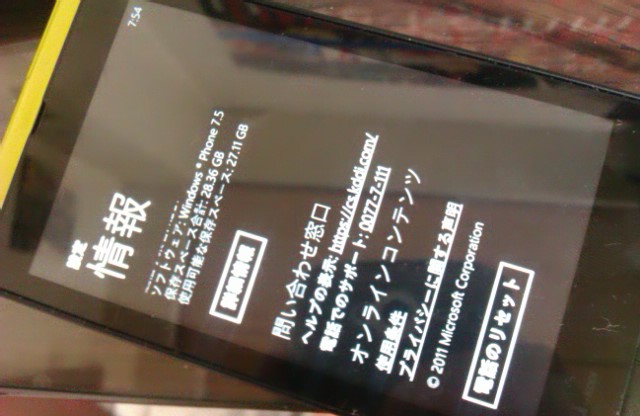 7:54
設定
情報
ソフトウェア: Windows® Phone 7.5
保存スペース合計: 28.36 GB
使用可能な保存スペース: 27.11 GB
詳細情報
問い合わせ窓口
ヘルプの表示: https://cs.kddi.com/
電話でのサポート: 0077-7-111
オンライン コンテンツ
使用条件
プライバシーに関する声明
© 2011 Microsoft Corporation
電話のリセット